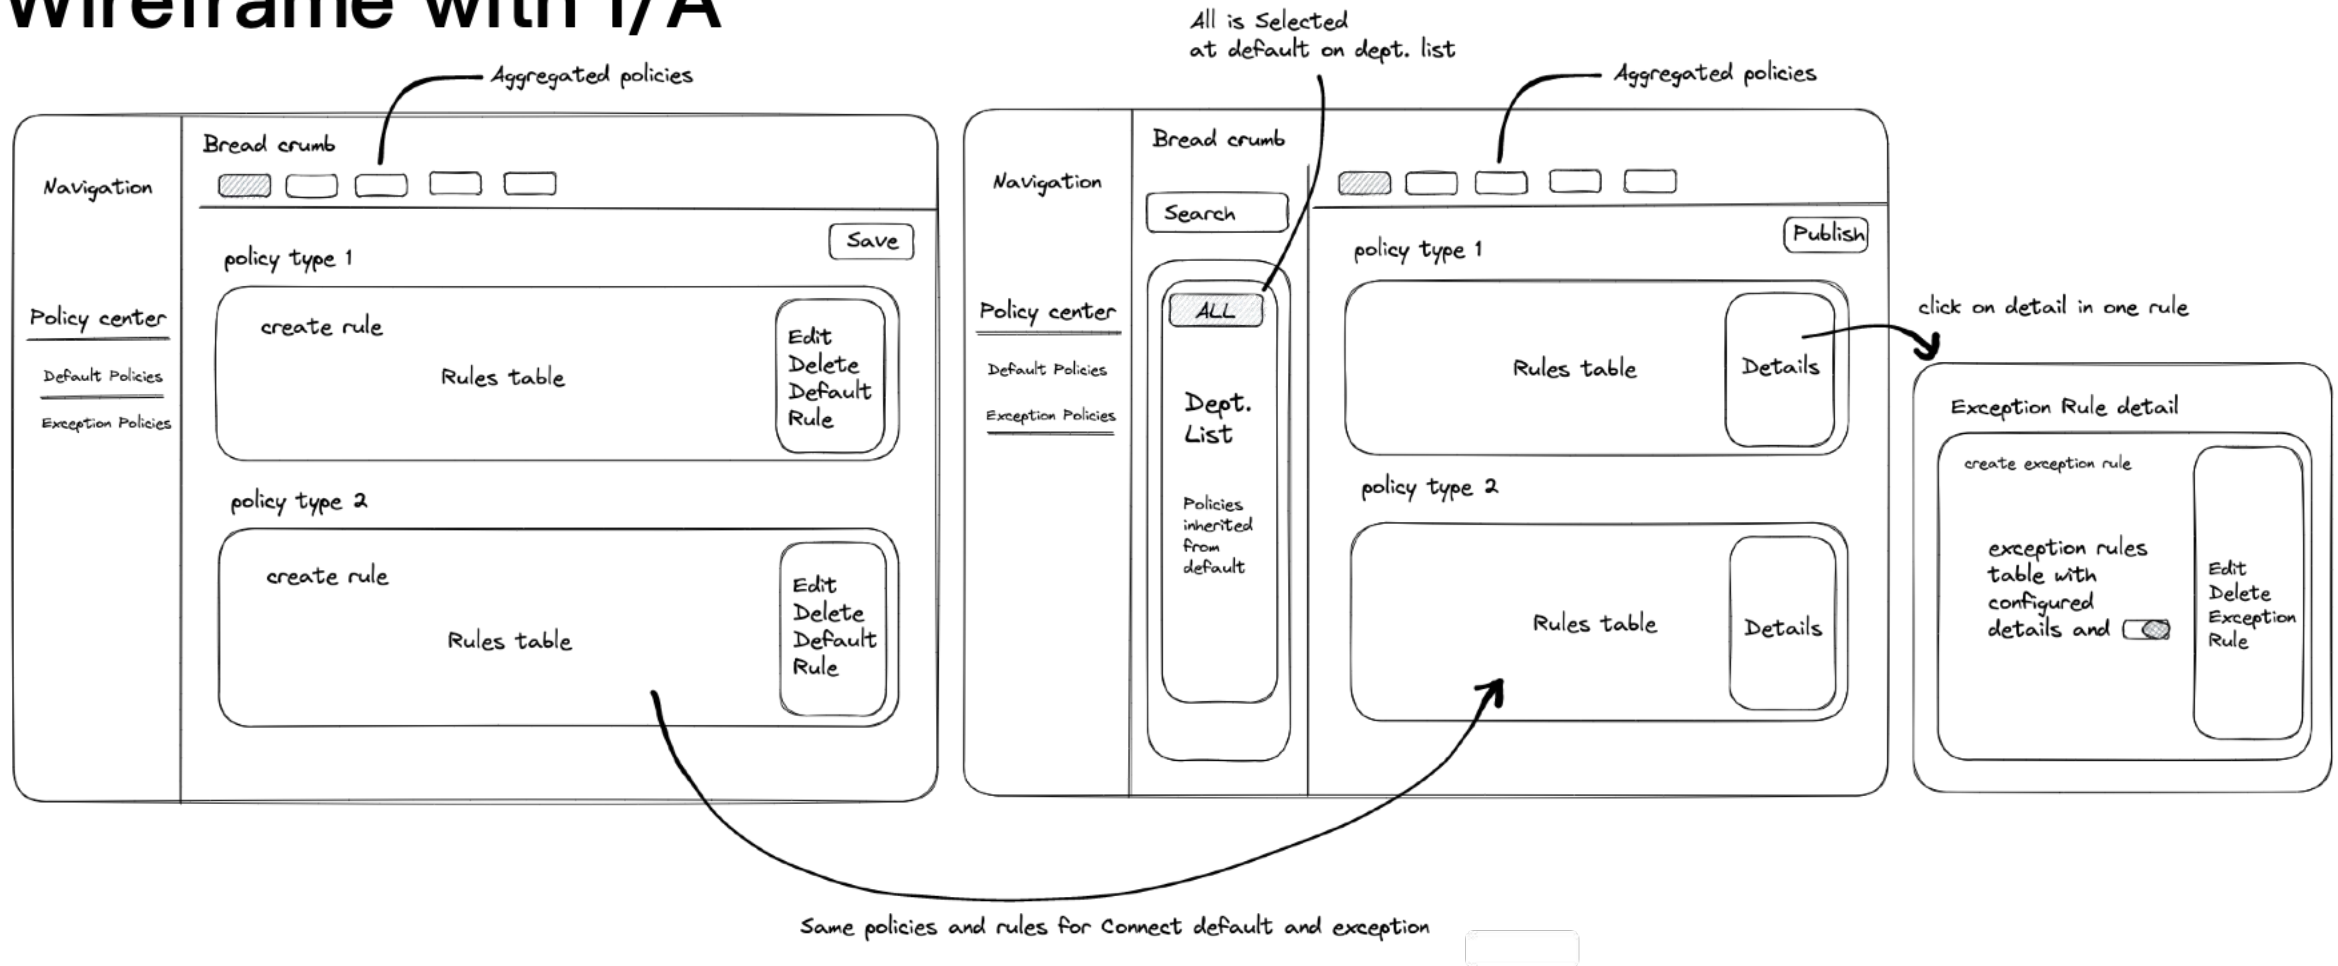 Wireframe with I/A
Aggregated policies
Navigation
Policy center
Default Policies
Exception Policies
Bread crumb
Save
policy type 1
create rule
Rules table
Edit
Delete
Default
Rule
policy type 2
create rule
Rules table
Edit
Delete
Default
Rule
All is Selected
at default on dept. list
Aggregated policies
Navigation
Policy center
Default Policies
Exception Policies
Bread crumb
Search
ALL
Dept.
List
Policies
inherited
from
default
Publish
policy type 1
Rules table
Details
policy type 2
Rules table
Details
click on detail in one rule
Exception Rule detail
create exception rule
exception rules
table with
configured
details and
Edit
Delete
Exception
Rule
Same policies and rules for Connect default and exception